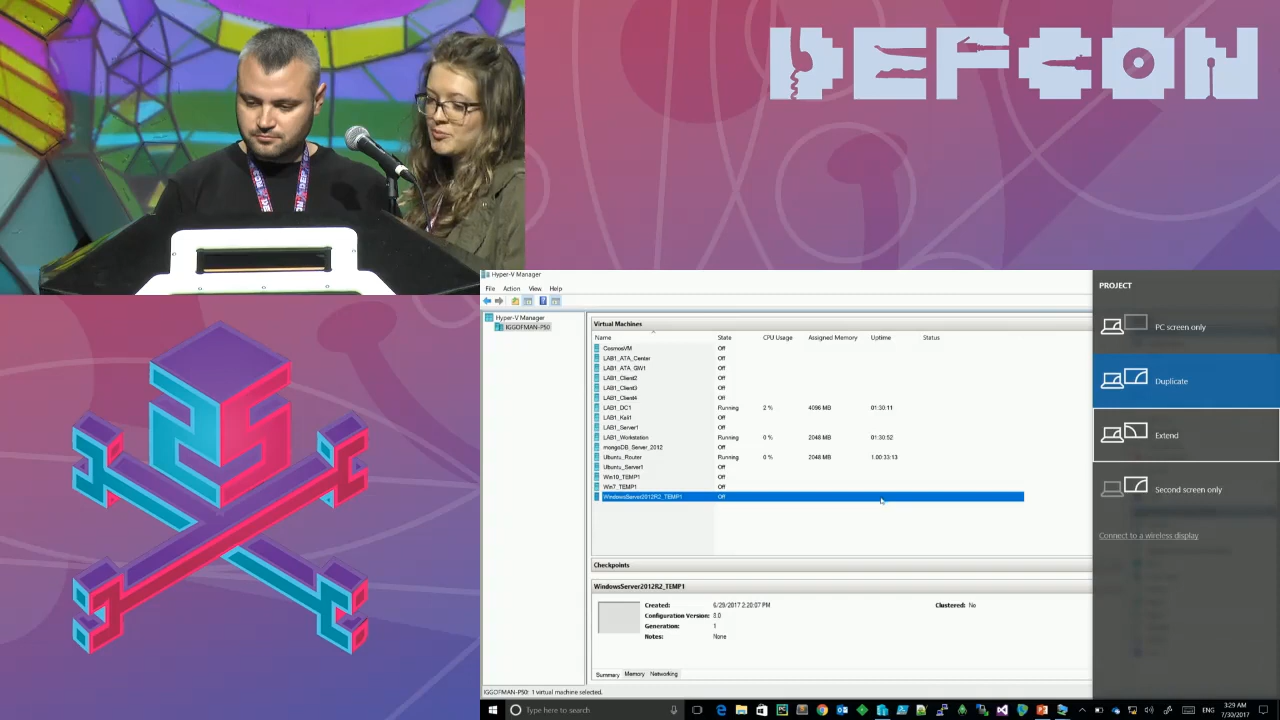 DEFCON
Hyper-V Manager
File Action View Help
Hyper-V Manager
IGGOFMAN-P50
Virtual Machines
Name State CPU Usage Assigned Memory Uptime Status
CosmosVM Off
LAB1_ATA_Center Off
LAB1_ATA_GW1 Off
LAB1_Client2 Off
LAB1_Client3 Off
LAB1_Client4 Off
LAB1_DC1 Running 2 % 4096 MB 01:30:11
LAB1_Kali1 Off
LAB1_Server1 Off
LAB1_Workstation Running 0 % 2048 MB 01:30:52
mongoDB_Server_2012 Off
Ubuntu_Router Running 0 % 2048 MB 1.00:33:13
Ubuntu_Server1 Off
Win10_TEMP1 Off
Win7_TEMP1 Off
WindowsServer2012R2_TEMP1 Off
Checkpoints
WindowsServer2012R2_TEMP1
Created: 6/29/2017 2:20:07 PM Clustered: No
Configuration Version: 8.0
Generation: 1
Notes: None
Summary Memory Networking
IGGOFMAN-P50: 1 virtual machine selected.
PROJECT
PC screen only
Duplicate
Extend
Second screen only
Connect to a wireless display
Type here to search
ENG
3:29 AM
7/30/2017